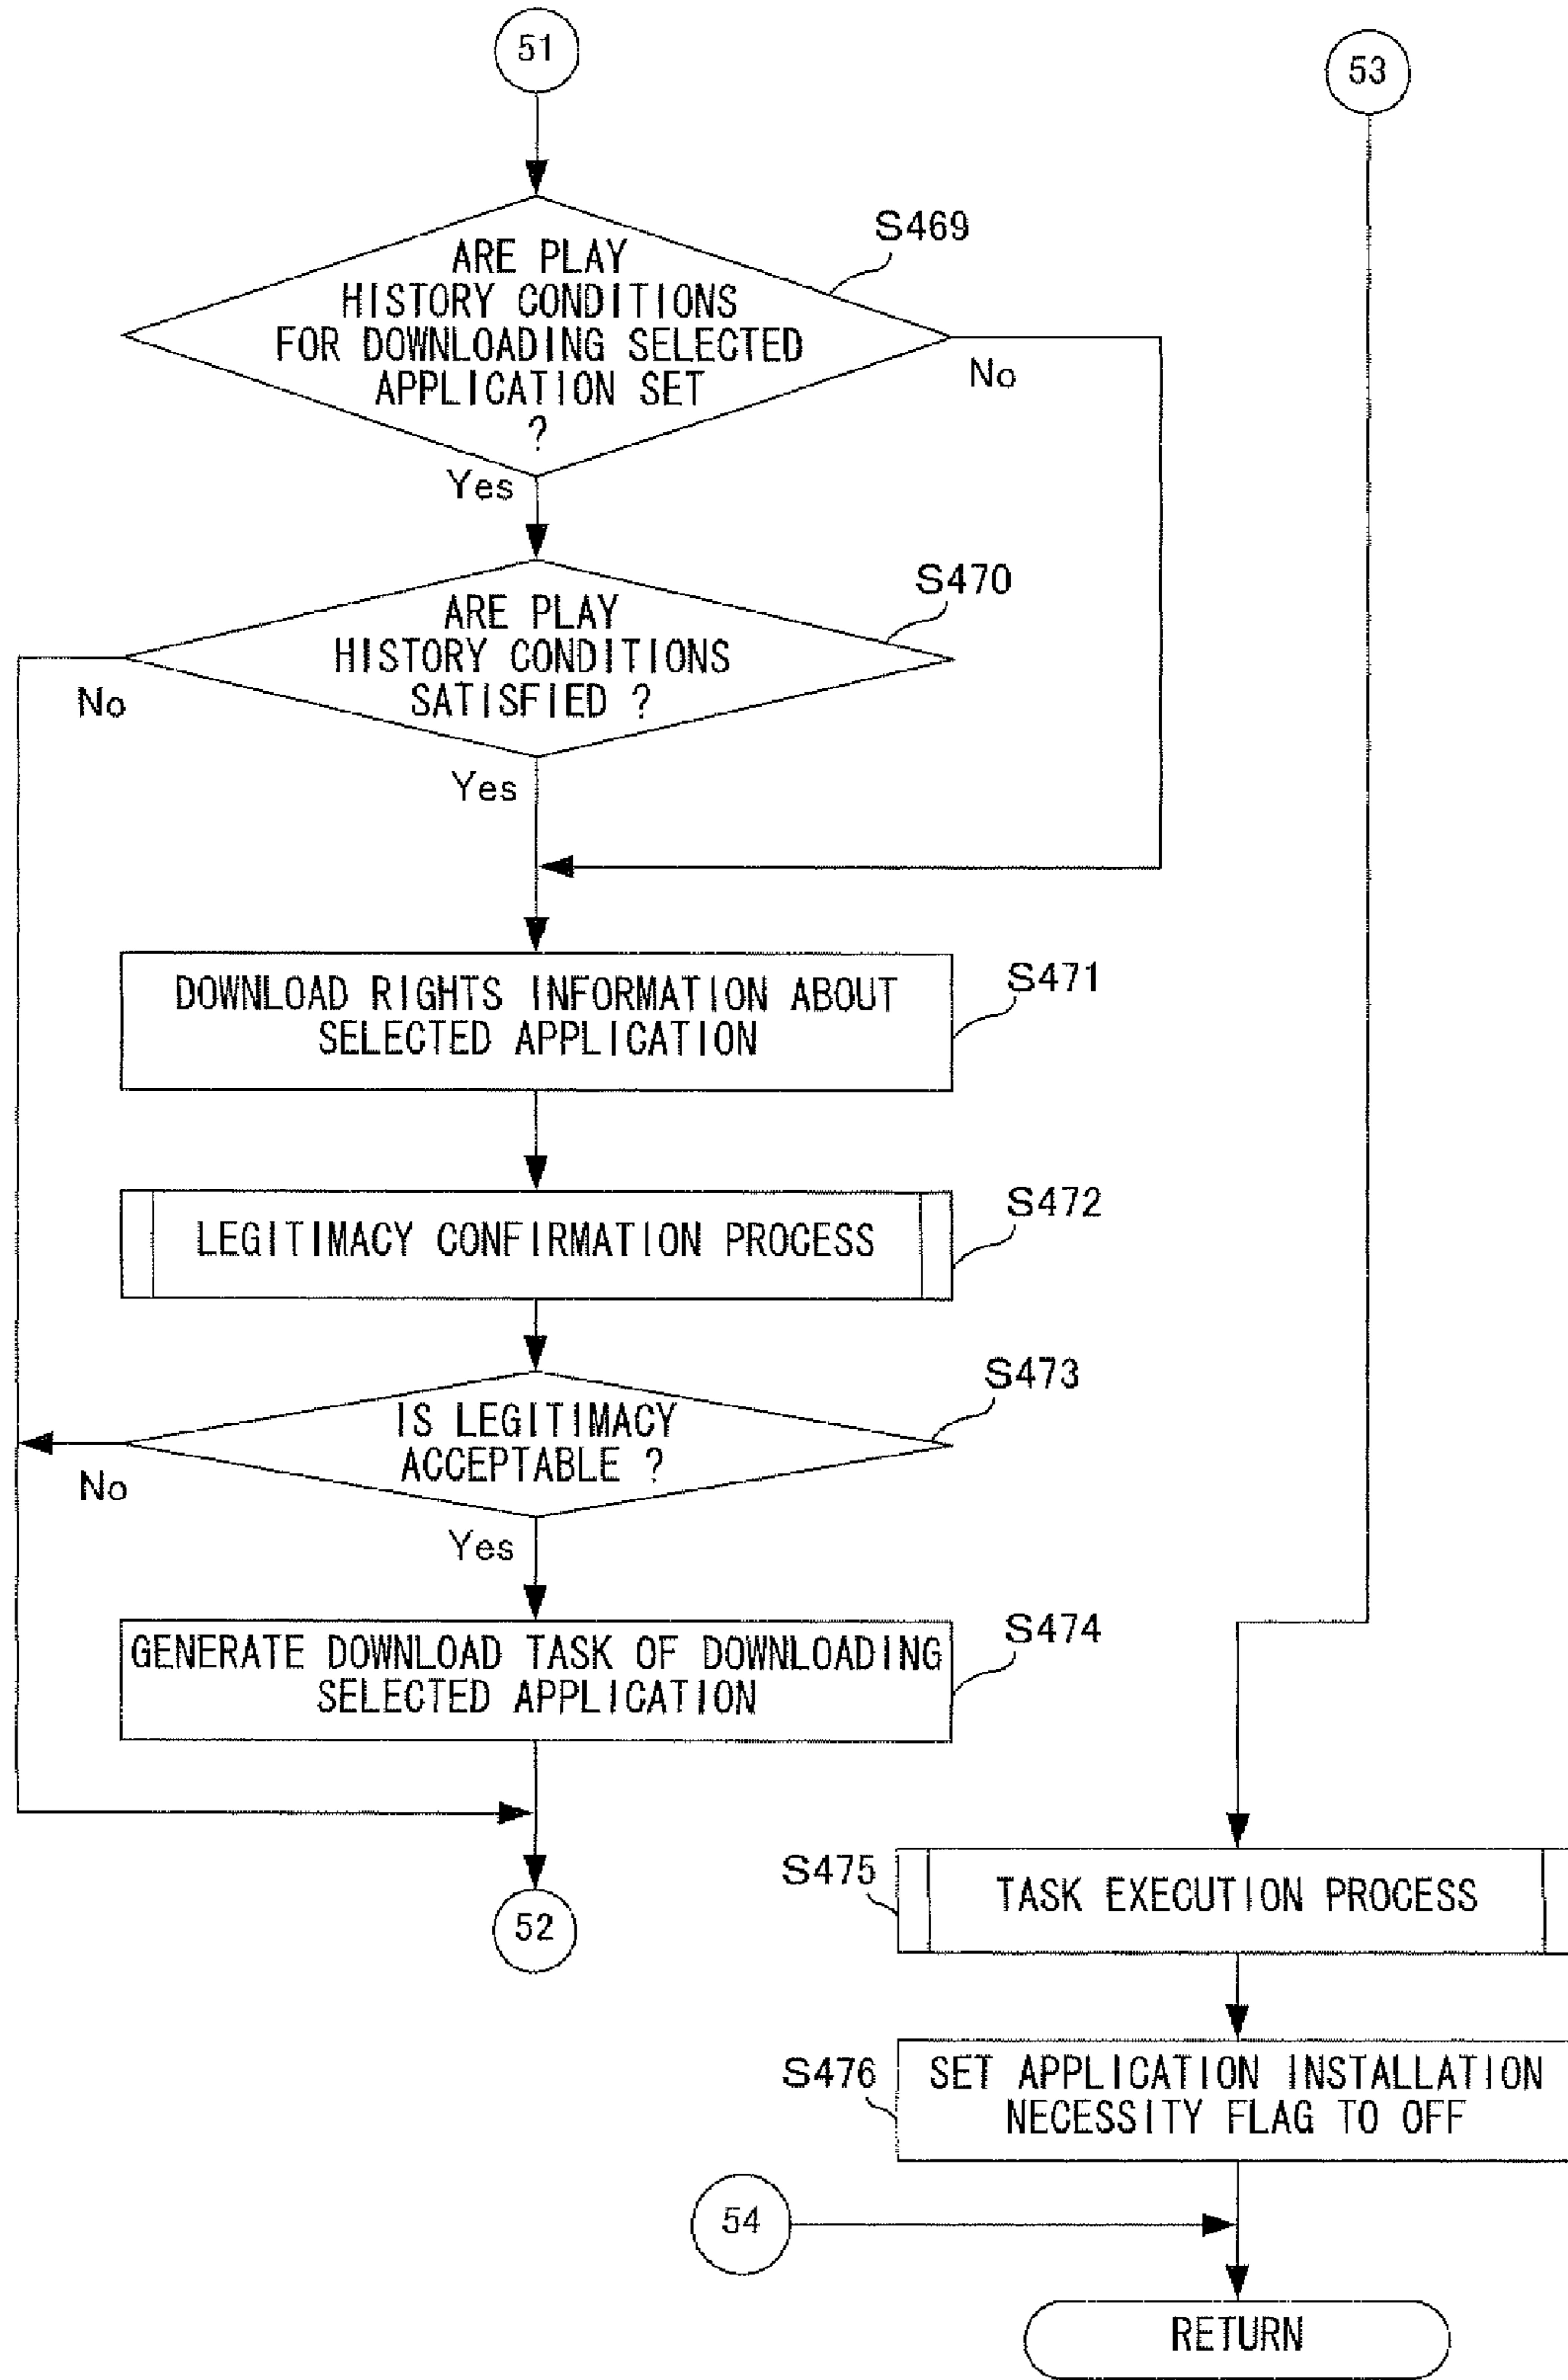 51
53
S469
ARE PLAY
HISTORY CONDITIONS
FOR DOWNLOADING SELECTED
APPLICATION SET
?
No
Yes
S470
ARE PLAY
HISTORY CONDITIONS
SATISFIED ?
No
Yes
S471
DOWNLOAD RIGHTS INFORMATION ABOUT
SELECTED APPLICATION
S472
LEGITIMACY CONFIRMATION PROCESS
S473
IS LEGITIMACY
ACCEPTABLE ?
No
Yes
S474
GENERATE DOWNLOAD TASK OF DOWNLOADING
SELECTED APPLICATION
52
S475
TASK EXECUTION PROCESS
S476
SET APPLICATION INSTALLATION
NECESSITY FLAG TO OFF
54
RETURN